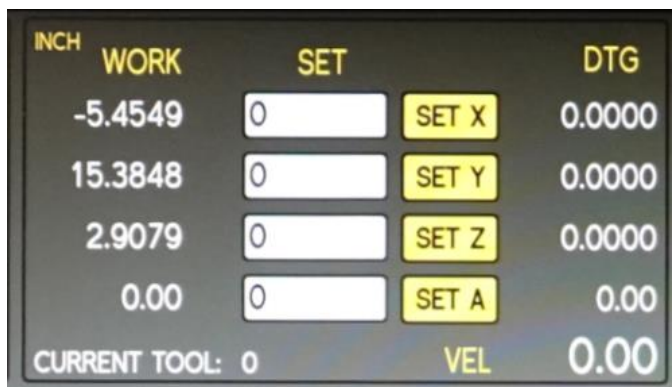 INCH
WORK SET DTG
-5.4549 0 SET X 0.0000
15.3848 0 SET Y 0.0000
2.9079 0 SET Z 0.0000
0.00 0 SET A 0.00
CURRENT TOOL: 0 VEL 0.00